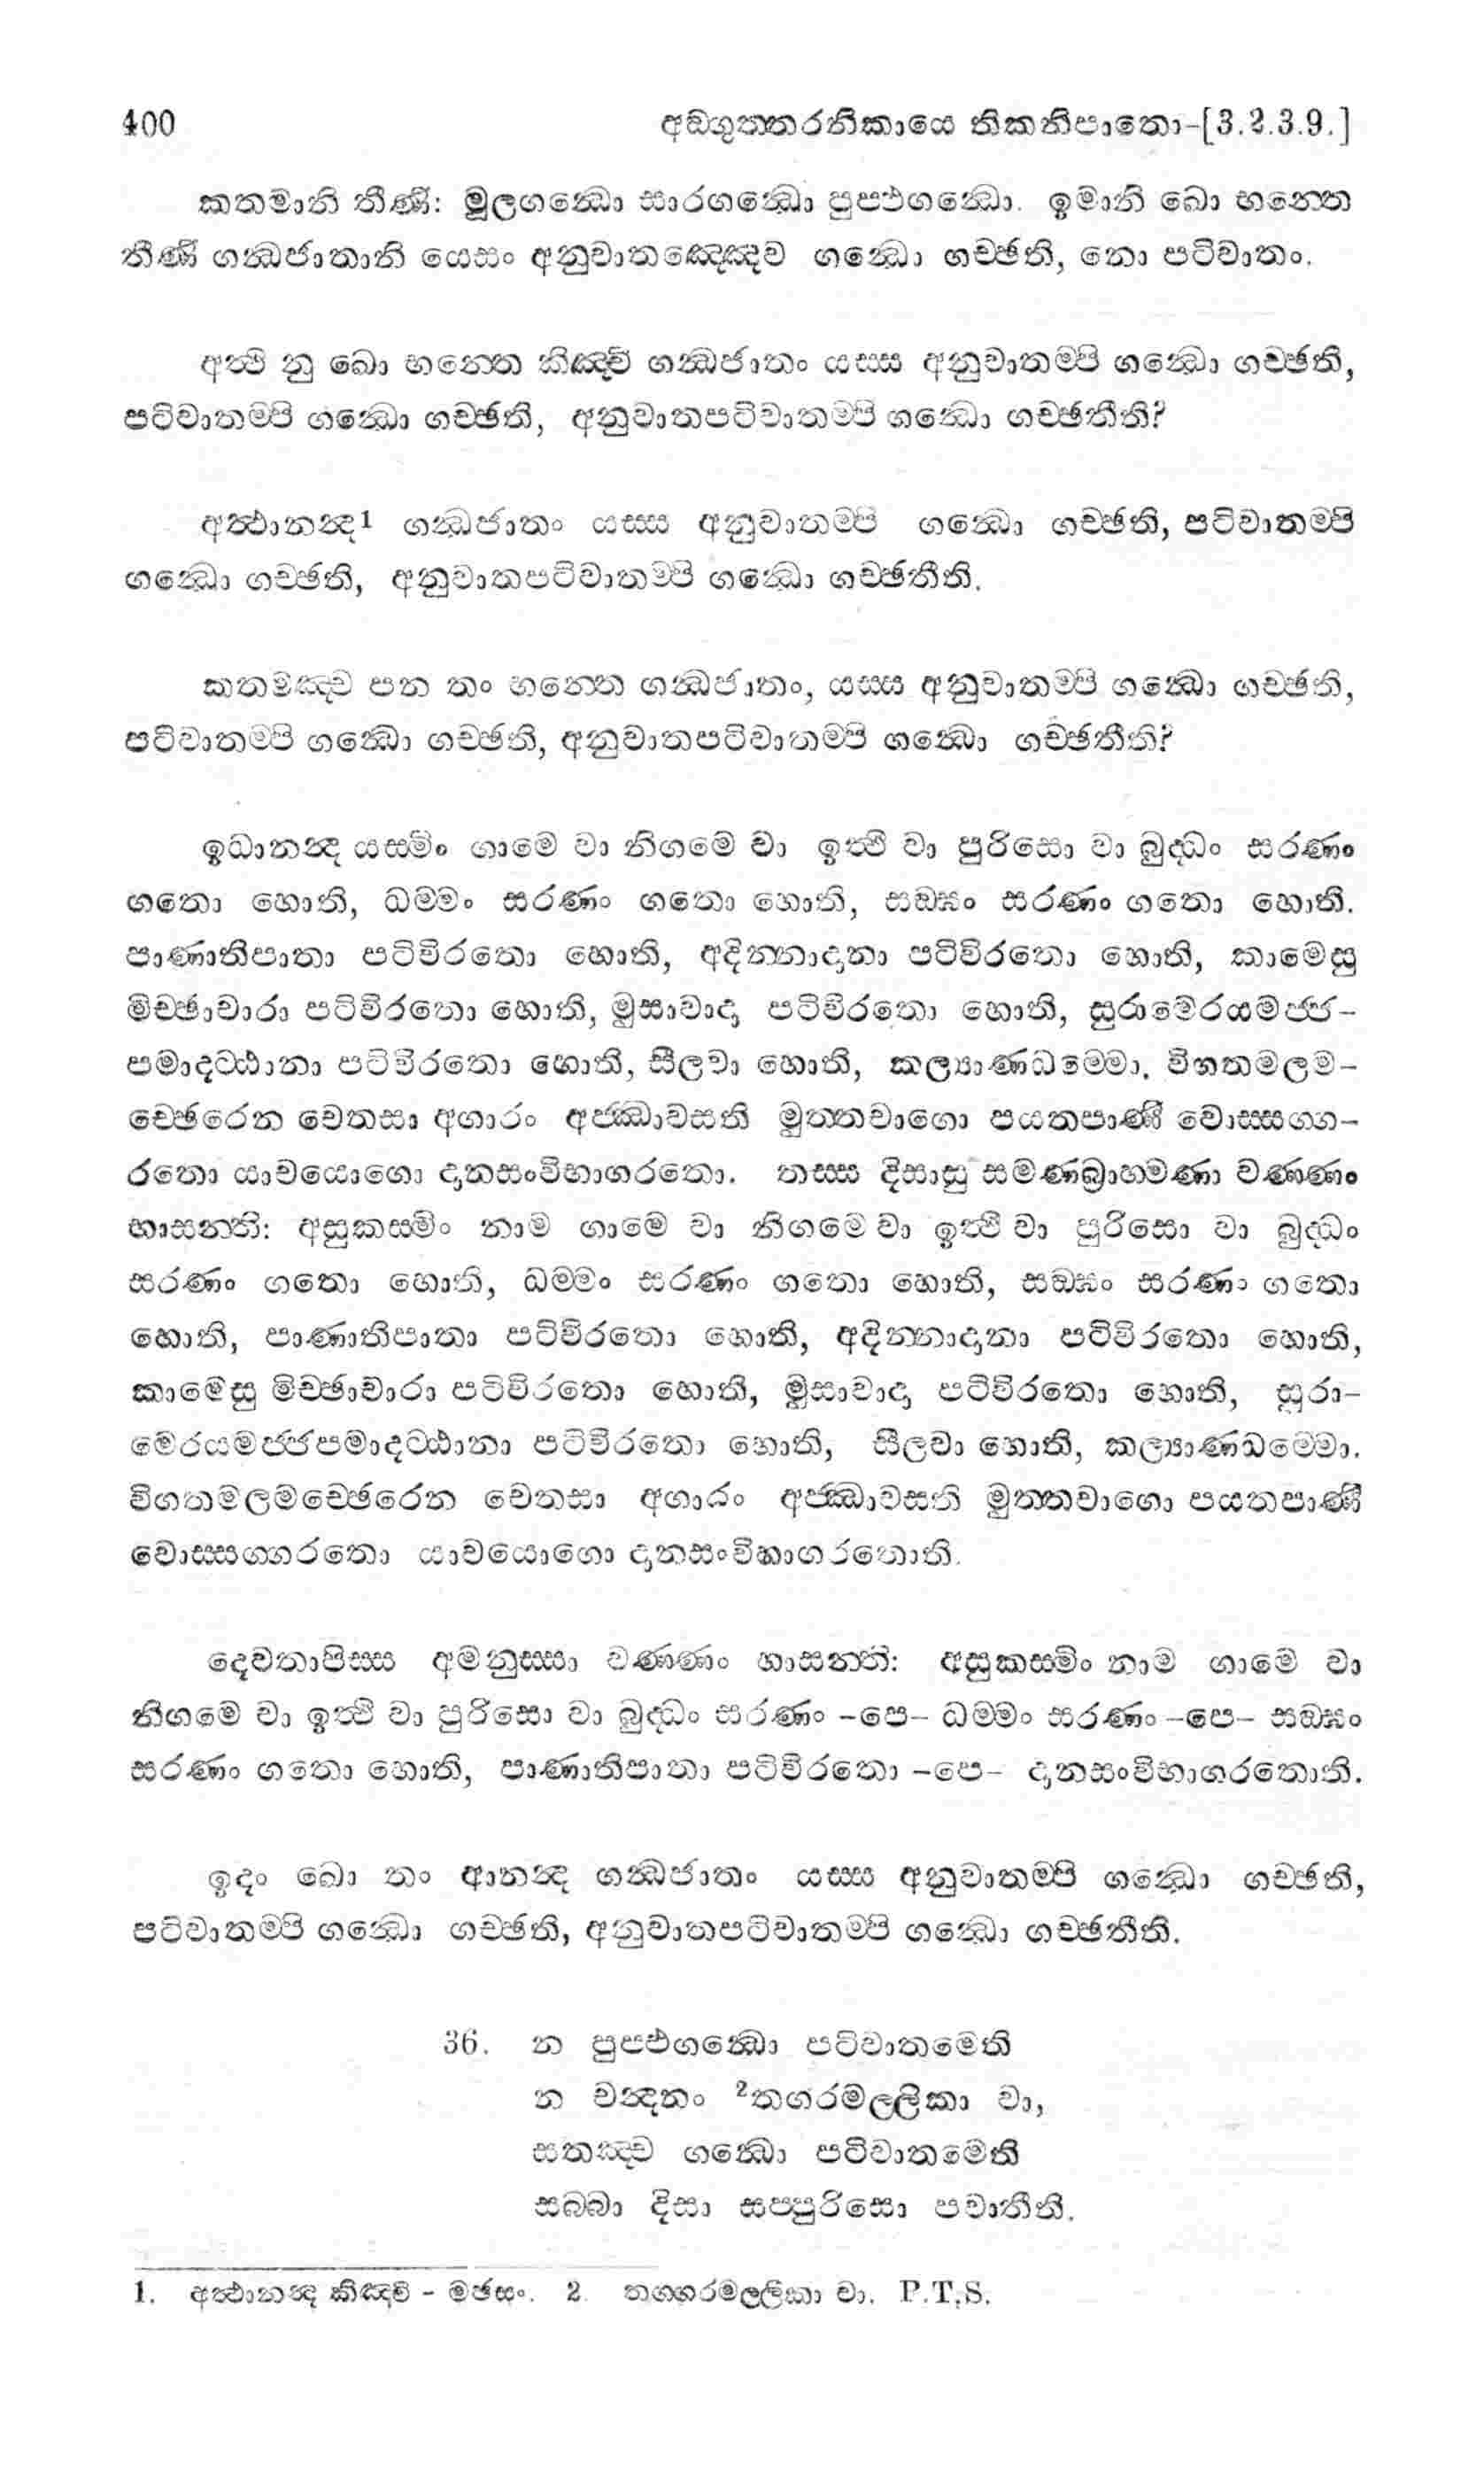 400 අඞ්ගුත්තරනිකායෙ තිකනිපාතො-[3.2.3.9.]
කතමානි තීණි: මූලගන්ධො සාරගන්ධො පුප්ඵගන්ධො. ඉමානි ඛො භන්තෙ
තීණි ගන්ධජාතානි යෙසං අනුවාතඤ්ඤෙව ගන්ධො ගච්ඡති, නො පටිවාතං.
අත්ථි නු ඛො භන්තෙ කිඤ්චි ගන්ධජාතං යස්ස අනුවාතම්පි ගන්ධො ගච්ඡති,
පටිවාතම්පි ගන්ධො ගච්ඡති, අනුවාතපටිවාතම්පි ගන්ධො ගච්ඡතීති?
අත්ථානන්ද1 ගන්ධජාතං යස්ස අනුවාතම්පි ගන්ධො ගච්ඡති, පටිවාතම්පි
ගන්ධො ගච්ඡති, අනුවාතපටිවාතම්පි ගන්ධො ගච්ඡතීති.
කතමඤ්ච පන තං භන්තෙ ගන්ධජාතං, යස්ස අනුවාතම්පි ගන්ධො ගච්ඡති,
පටිවාතම්පි ගන්ධො ගච්ඡති, අනුවාතපටිවාතම්පි ගන්ධො ගච්ඡතීති?
ඉධානන්ද යස්මිං ගාමෙ වා නිගමෙ වා ඉත්ථි වා පුරිසො වා බුද්ධං සරණං
ගතො හොති, ධම්මං සරණං ගතො හොති, සඞ්ඝං සරණං ගතො හොති.
පාණාතිපාතා පටිවිරතො හොති, අදින්නාදානා පටිවිරතො හොති, කාමෙසු
මිච්ඡාචාරා පටිවිරතො හොති, මුසාවාදා පටිවිරතො හොති, සුරාමෙරයමජ්ජ-
පමාදට්ඨානා පටිවිරතො හොති, සීලවා හොති, කල්‍යාණධම්මො. විගතමලම-
ච්ඡෙරෙන චෙතසා අගාරං අජ්ඣාවසති මුත්තචාගො පයතපාණී වොස්සග්ග-
රතො යාචයොගො දානසංවිභාගරතො. තස්ස දිසාසු සමණබ්‍රාහ්මණා වණ්ණං
භාසන්ති: අසුකස්මිං නාම ගාමෙ වා නිගමෙ වා ඉත්ථි වා පුරිසො වා බුද්ධං
සරණං ගතො හොති, ධම්මං සරණං ගතො හොති, සඞ්ඝං සරණං ගතො
හොති, පාණාතිපාතා පටිවිරතො හොති, අදින්නාදානා පටිවිරතො හොති,
කාමෙසු මිච්ඡාචාරා පටිවිරතො හොති, මුසාවාදා පටිවිරතො හොති, සුරා-
මෙරයමජ්ජපමාදට්ඨානා පටිවිරතො හොති, සීලවා හොති, කල්‍යාණධම්මො.
විගතමලමච්ඡෙරෙන චෙතසා අගාරං අජ්ඣාවසති මුත්තචාගො පයතපාණී
වොස්සග්ගරතො යාචයොගො දානසංවිභාගරතොති.
දෙවතාපිස්ස අමනුස්සා වණ්ණං භාසන්ති: අසුකස්මිං නාම ගාමෙ වා
නිගමෙ වා ඉත්ථි වා පුරිසො වා බුද්ධං සරණං -පෙ- ධම්මං සරණං -පෙ- සඞ්ඝං
සරණං ගතො හොති, පාණාතිපාතා පටිවිරතො -පෙ- දානසංවිභාගරතොති.
ඉදං ඛො තං ආනන්ද ගන්ධජාතං යස්ස අනුවාතම්පි ගන්ධො ගච්ඡති,
පටිවාතම්පි ගන්ධො ගච්ඡති, අනුවාතපටිවාතම්පි ගන්ධො ගච්ඡතීති.
36. න පුප්ඵගන්ධො පටිවාතමෙති
න චන්දනං 2තගරමල්ලිකා වා,
සතඤ්ච ගන්ධො පටිවාතමෙති
සබ්බා දිසා සප්පුරිසො පවාතීති.
1. අත්ථානන්ද කිඤ්චි - මඡසං. 2. තග්ගරමල්ලිකා වා. P.T.S.